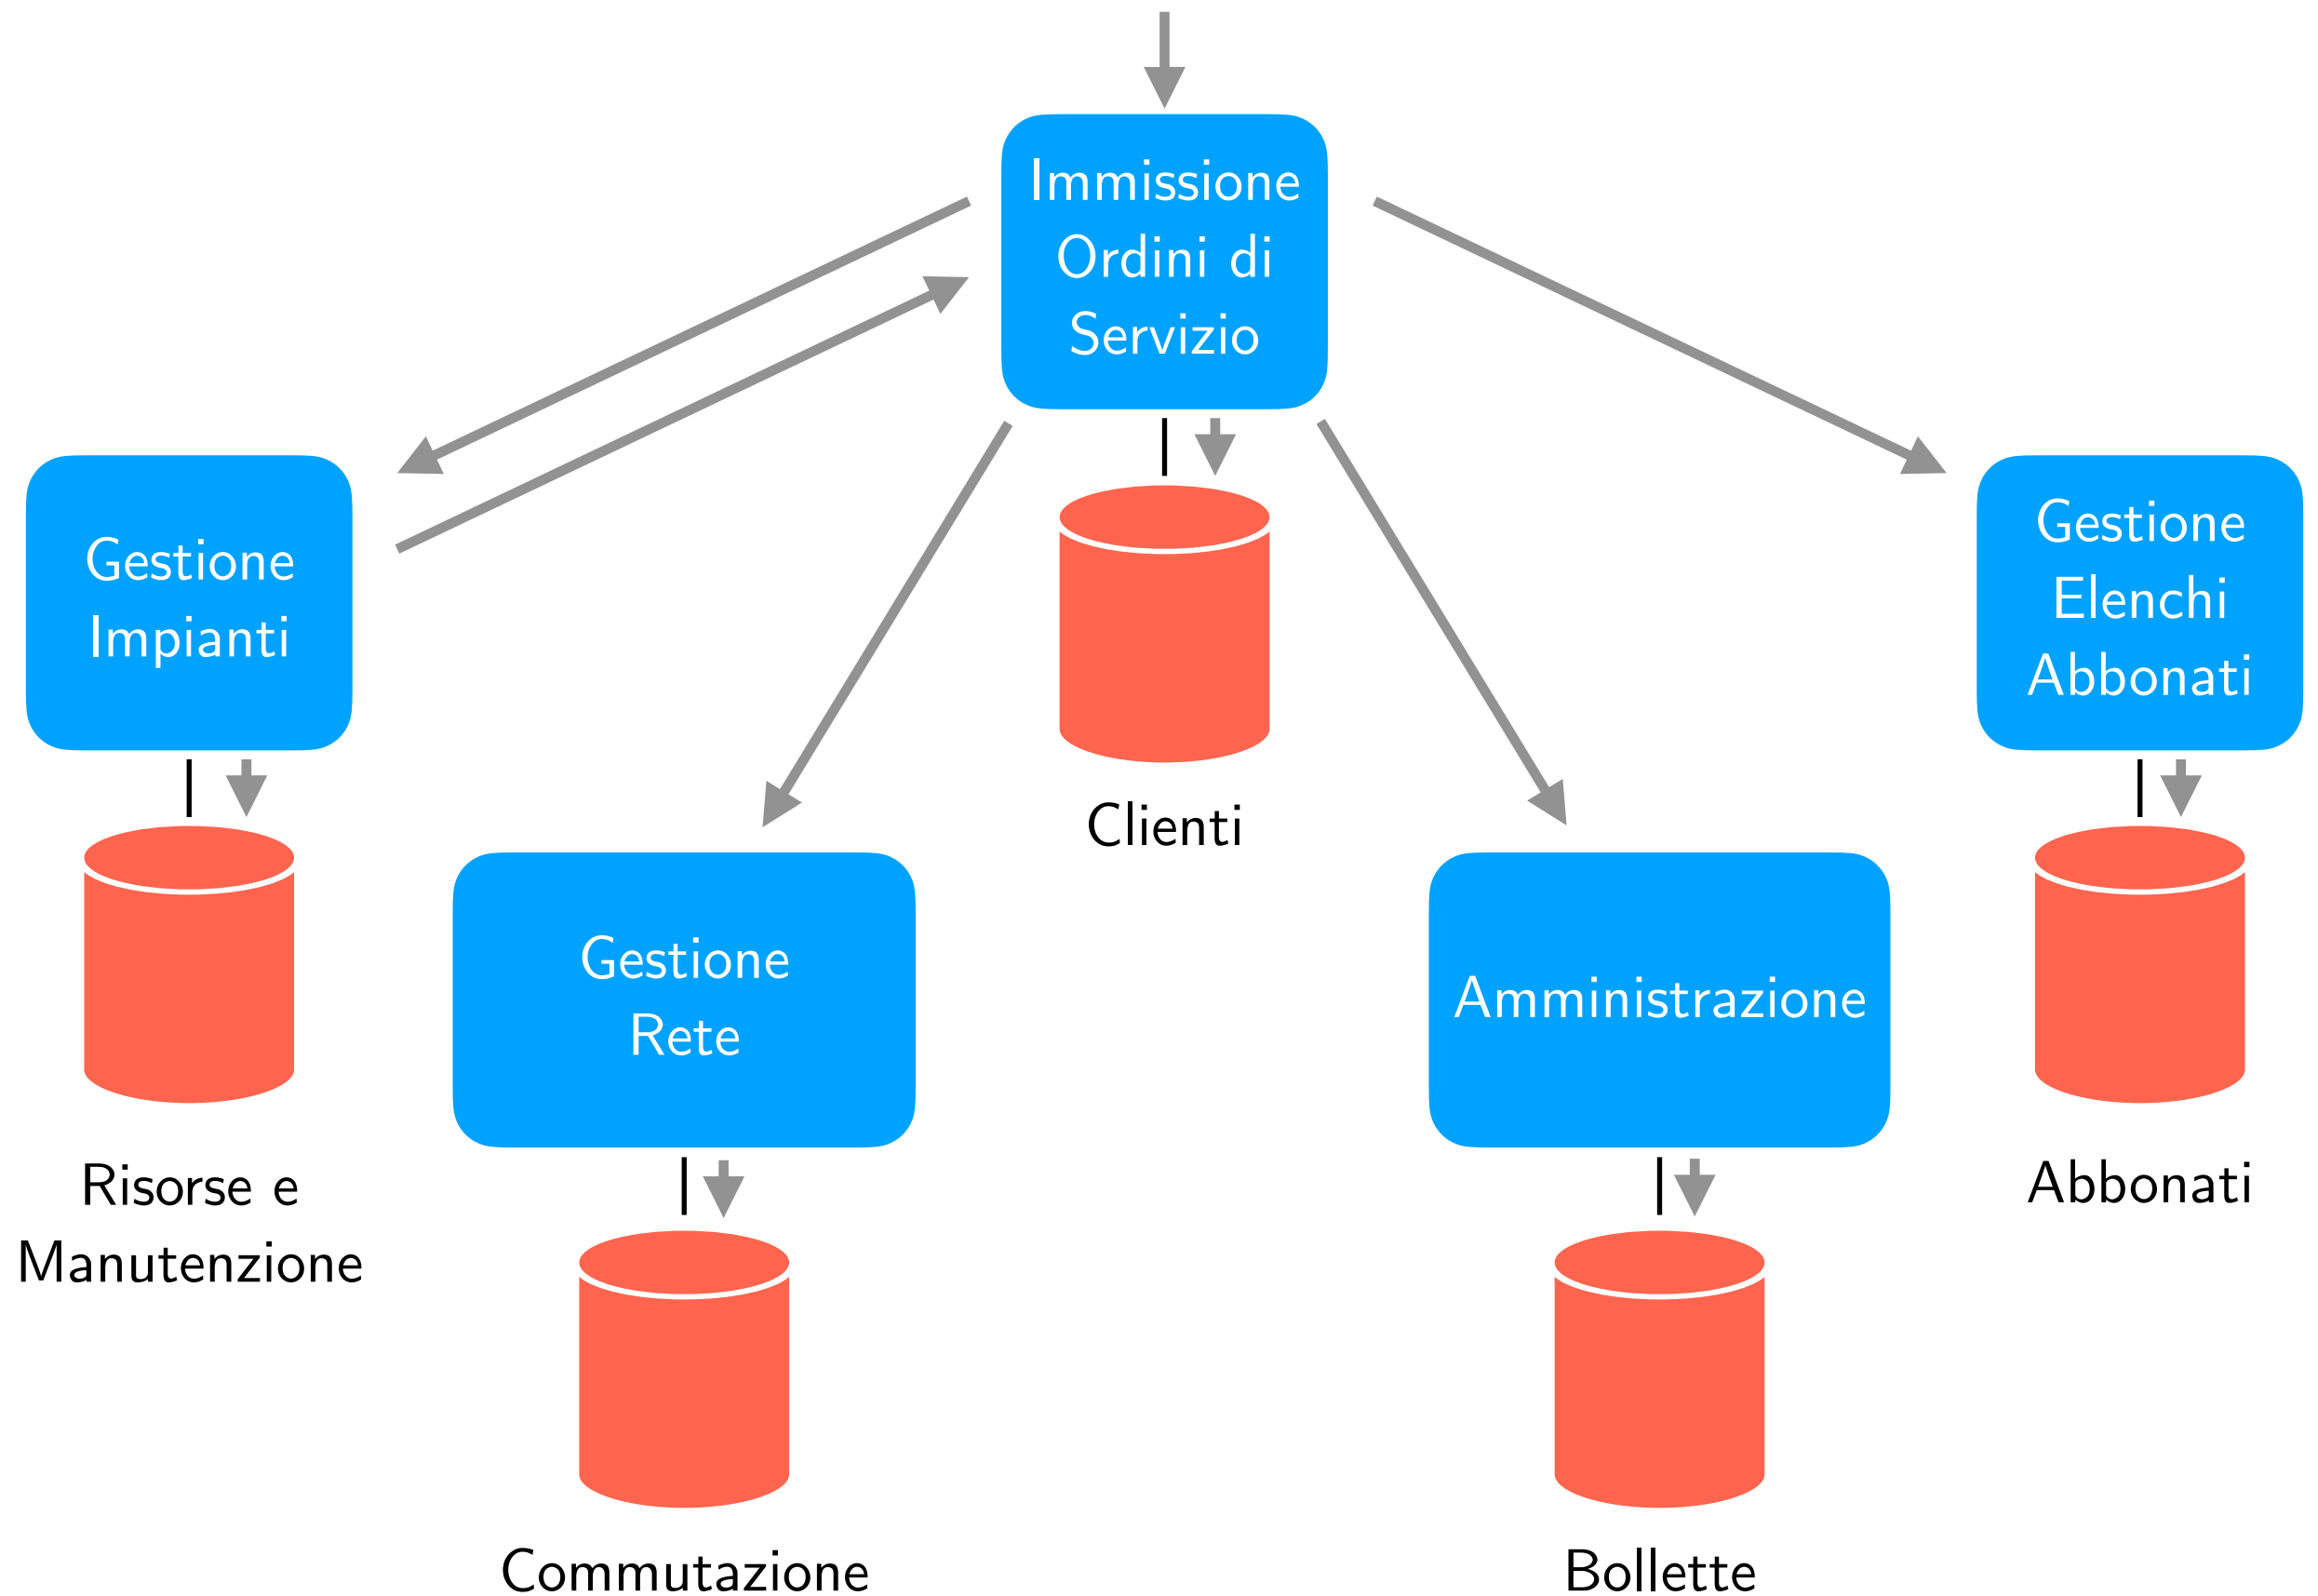 Immissione
Ordini di
Servizio
Gestione
Impianti
Gestione
Elenchi
Abbonati
Clienti
Gestione
Rete
Amministrazione
Risorse e
Manutenzione
Abbonati
Commutazione
Bollette